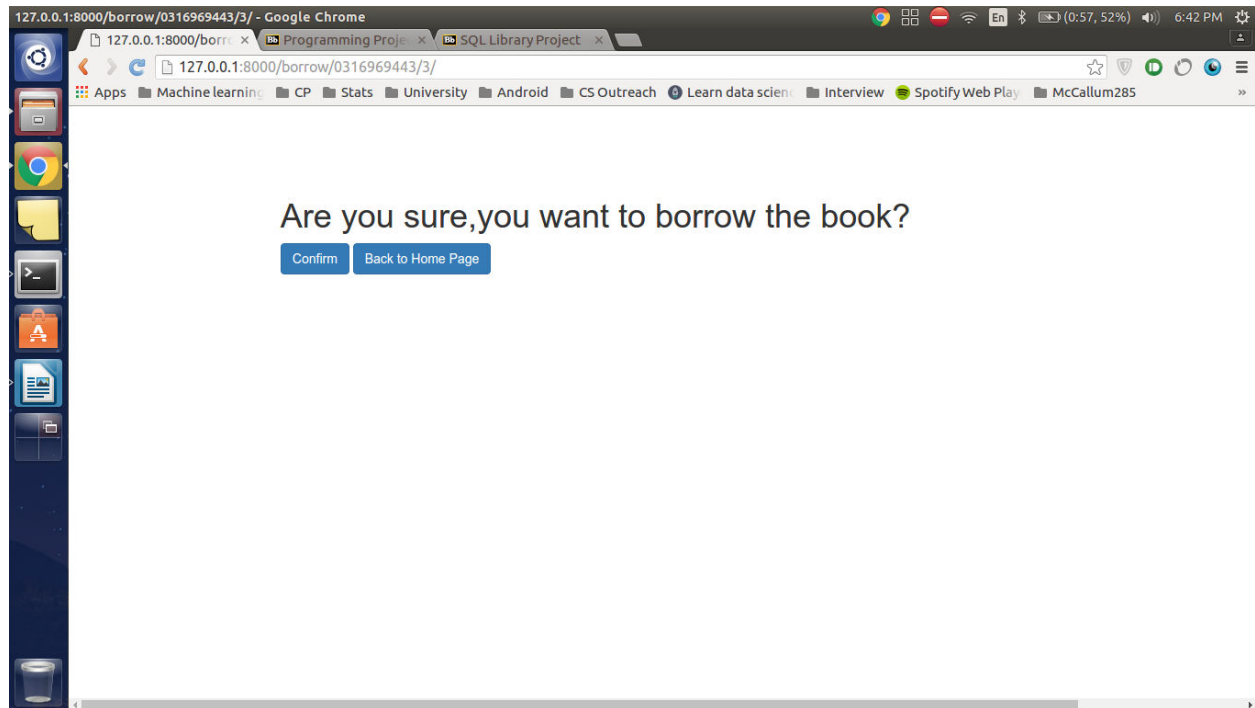 127.0.0.1:8000/borrow/0316969443/3/ - Google Chrome En (0:57, 52%) 6:42 PM
127.0.0.1:8000/borr Bb Programming Proje Bb SQL Library Project
127.0.0.1:8000/borrow/0316969443/3/
Apps Machine learning CP Stats University Android CS Outreach Learn data scienc Interview Spotify Web Play McCallum285 »
Are you sure,you want to borrow the book?
Confirm Back to Home Page